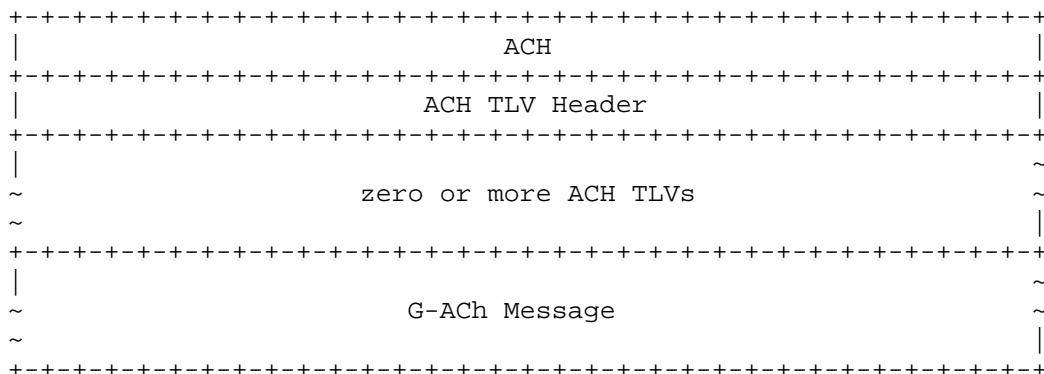 +-+-+-+-+-+-+-+-+-+-+-+-+-+-+-+-+-+-+-+-+-+-+-+-+-+-+-+-+-+-+-+-+
|                              ACH                              |
+-+-+-+-+-+-+-+-+-+-+-+-+-+-+-+-+-+-+-+-+-+-+-+-+-+-+-+-+-+-+-+-+
|                         ACH TLV Header                        |
+-+-+-+-+-+-+-+-+-+-+-+-+-+-+-+-+-+-+-+-+-+-+-+-+-+-+-+-+-+-+-+-+
|                                                               ~
~                     zero or more ACH TLVs                     ~
~                                                               |
+-+-+-+-+-+-+-+-+-+-+-+-+-+-+-+-+-+-+-+-+-+-+-+-+-+-+-+-+-+-+-+-+
|                                                               ~
~                        G-ACh Message                          ~
~                                                               |
+-+-+-+-+-+-+-+-+-+-+-+-+-+-+-+-+-+-+-+-+-+-+-+-+-+-+-+-+-+-+-+-+